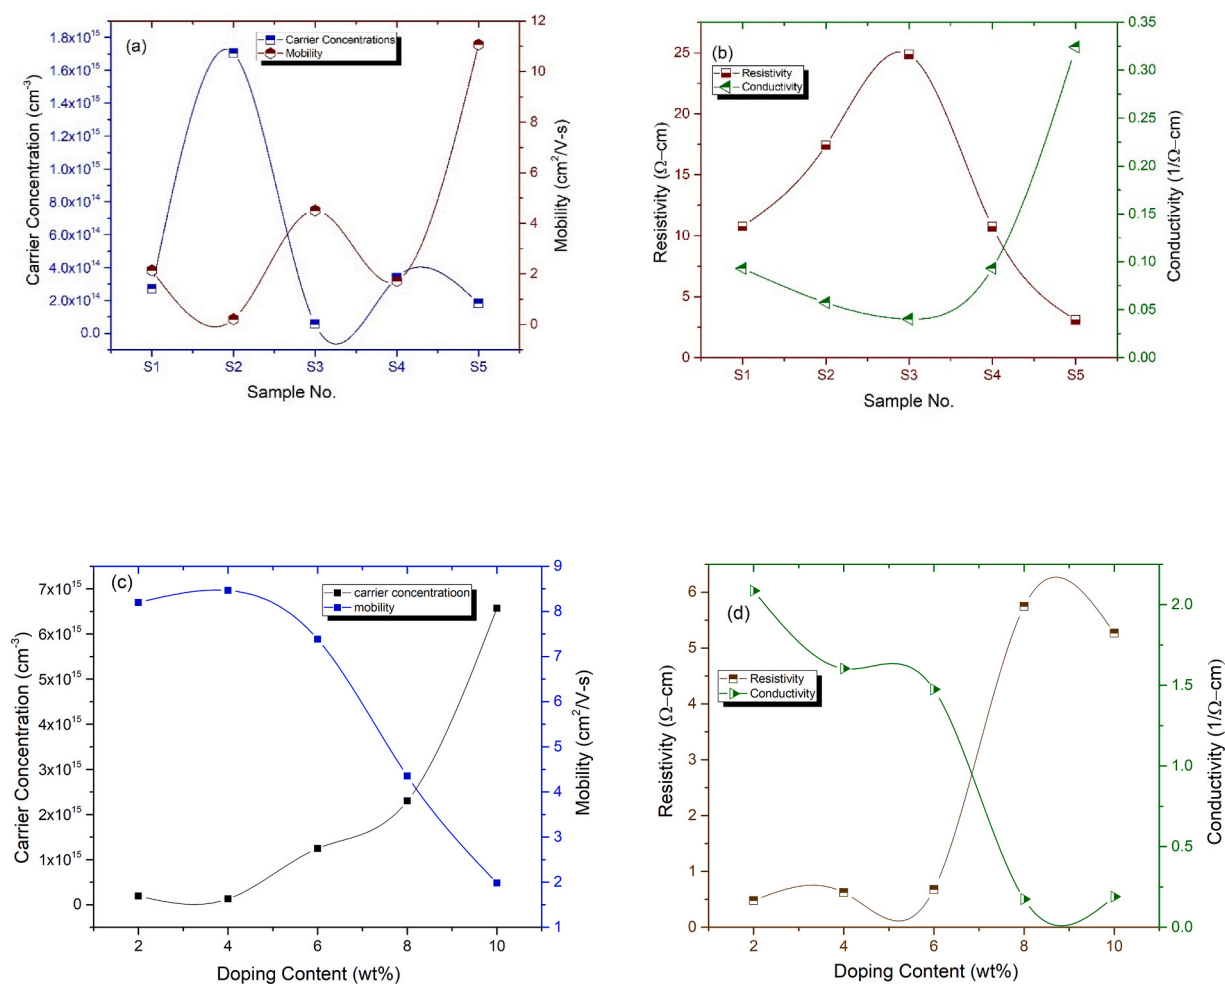 (a)
Carrier Concentrations
Mobility
Carrier Concentration (cm⁻³)
1.8x10¹⁵
1.7x10¹⁵
1.6x10¹⁵
1.4x10¹⁵
1.2x10¹⁵
1.0x10¹⁵
8.0x10¹⁴
6.0x10¹⁴
4.0x10¹⁴
2.0x10¹⁴
0.0
12
10
8
6
4
2
0
Mobility (cm²/V-s)
S1 S2 S3 S4 S5
Sample No.
(b)
Resistivity
Conductivity
Resistivity (Ω–cm)
25
20
15
10
5
0
0.35
0.30
0.25
0.20
0.15
0.10
0.05
0.00
Conductivity (1/Ω-cm)
S1 S2 S3 S4 S5
Sample No.
(c)
carrier concentratioon
mobility
Carrier Concentration (cm⁻³)
7x10¹⁵
6x10¹⁵
5x10¹⁵
4x10¹⁵
3x10¹⁵
2x10¹⁵
1x10¹⁵
0
9
8
7
6
5
4
3
2
1
Mobility (cm²/V-s)
2 4 6 8 10
Doping Content (wt%)
(d)
Resistivity
Conductivity
Resistivity (Ω–cm)
6
5
4
3
2
1
0
2.0
1.5
1.0
0.5
0.0
Conductivity (1/Ω–cm)
2 4 6 8 10
Doping Content (wt%)